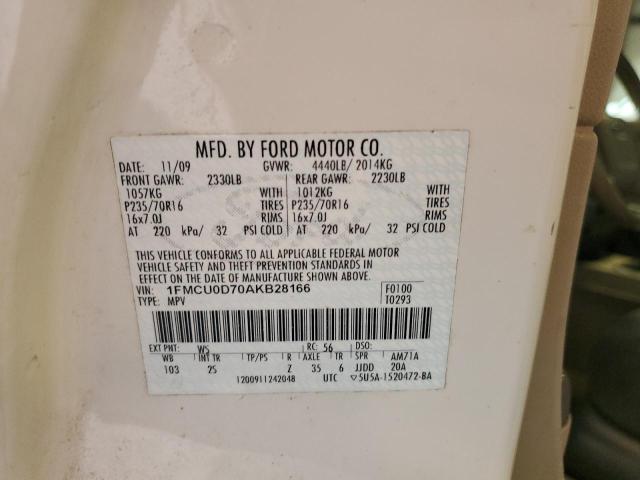 MFD. BY FORD MOTOR CO.
DATE: 11/09 GVWR: 4440LB/ 2014KG
FRONT GAWR: 2330LB REAR GAWR: 2230LB
1057KG WITH 1012KG WITH
P235/70R16 TIRES P235/70R16 TIRES
16x7.0J RIMS 16x7.0J RIMS
AT 220 kPa/ 32 PSI COLD AT 220 kPa/ 32 PSI COLD
THIS VEHICLE CONFORMS TO ALL APPLICABLE FEDERAL MOTOR
VEHICLE SAFETY AND THEFT PREVENTION STANDARDS IN
EFFECT ON THE DATE OF MANUFACTURE SHOWN ABOVE.
VIN: 1FMCU0D70AKB28166 F0100
TYPE: MPV T0293
EXT PNT: WS RC: 56 DSO:
WB INT TR TP/PS R AXLE TR SPR AM71A
103 2S Z 35 6 JJDD 20A
1200911242048 UTC ▽5U5A-1520472-BA